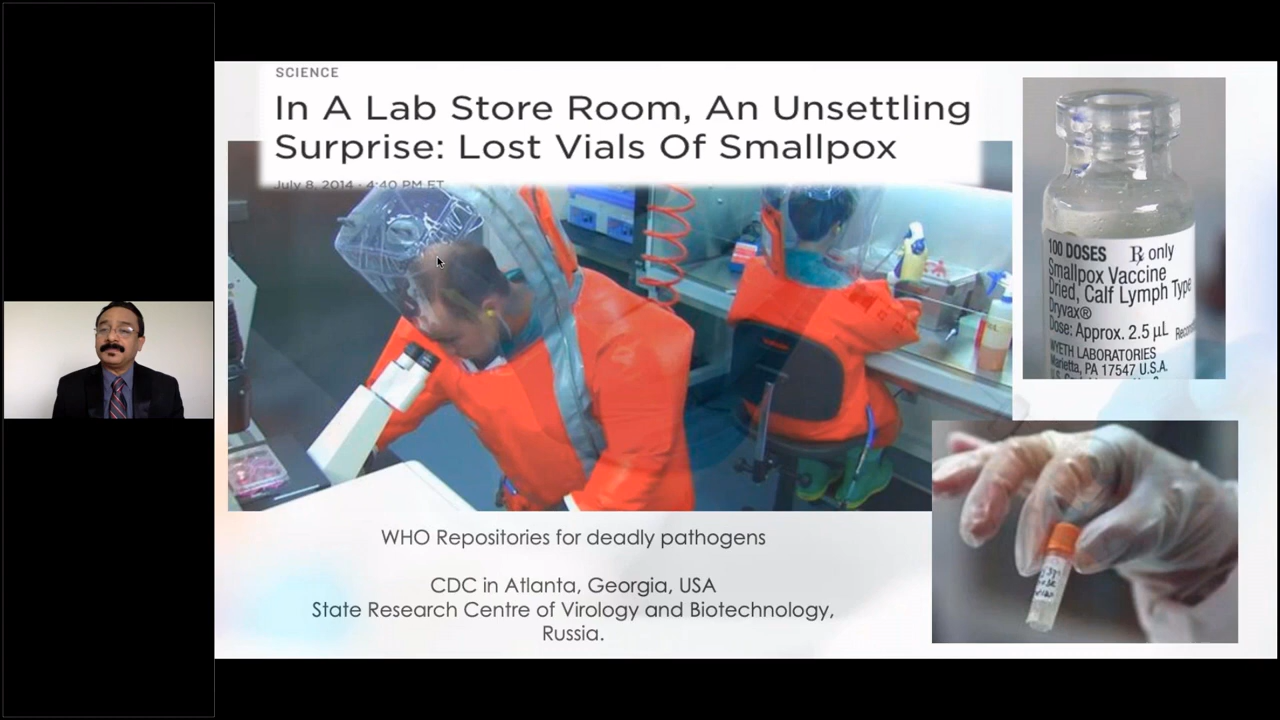 SCIENCE
In A Lab Store Room, An Unsettling
Surprise: Lost Vials Of Smallpox
July 8, 2014 · 4:40 PM ET
100 DOSES ℞ only
Smallpox Vaccine
Dried, Calf Lymph Type
Dryvax®
Dose: Approx. 2.5 µL
WYETH LABORATORIES
Marietta, PA 17547 U.S.A.
WHO Repositories for deadly pathogens
CDC in Atlanta, Georgia, USA
State Research Centre of Virology and Biotechnology,
Russia.